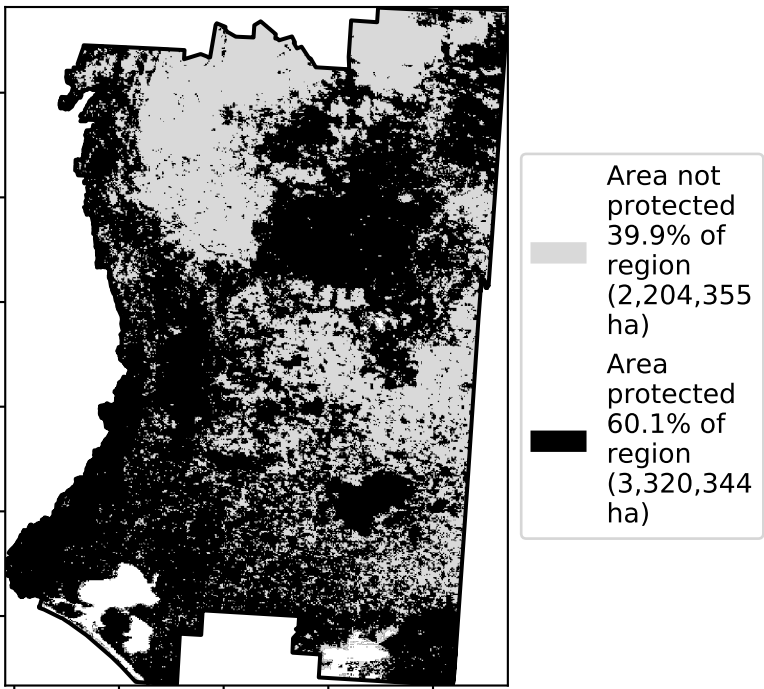 Area not
protected
39.9% of
region
(2,204,355
ha)
Area
protected
60.1% of
region
(3,320,344
ha)